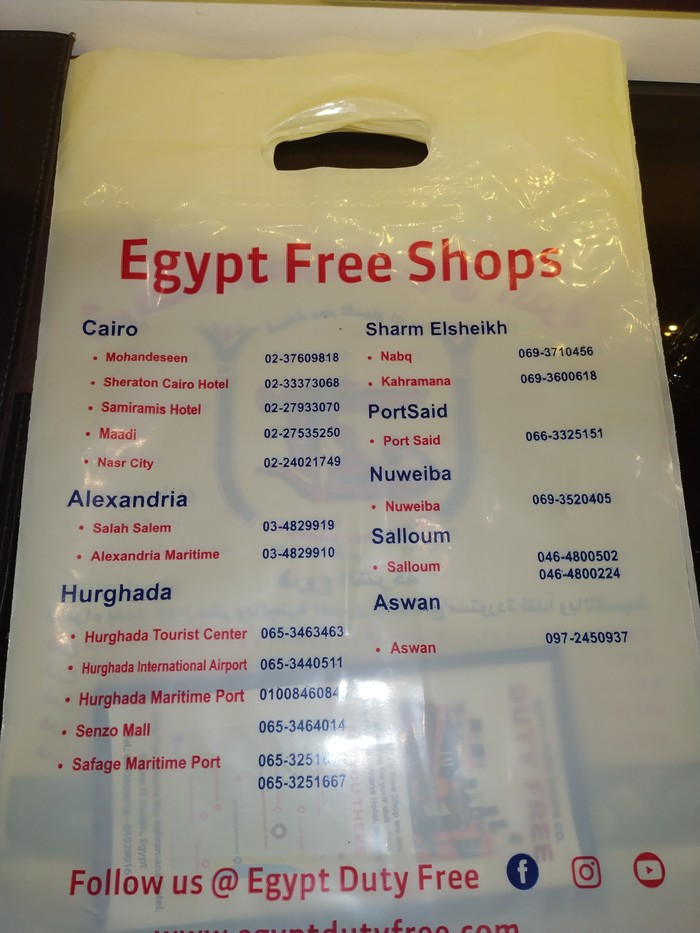 Egypt Free Shops
Cairo
• Mohandeseen 02-37609818
• Sheraton Cairo Hotel 02-33373068
• Samiramis Hotel 02-27933070
• Maadi 02-27535250
• Nasr City 02-24021749
Alexandria
• Salah Salem 03-4829919
• Alexandria Maritime 03-4829910
Hurghada
• Hurghada Tourist Center 065-3463463
• Hurghada International Airport 065-3440511
• Hurghada Maritime Port
• Senzo Mall 065-3464014
• Safage Maritime Port
065-3251667
Sharm Elsheikh
• Nabq 069-3710456
• Kahramana 069-3600618
PortSaid
• Port Said 066-3325151
Nuweiba
• Nuweiba 069-3520405
Salloum
• Salloum 046-4800502
046-4800224
Aswan
• Aswan 097-2450937
Follow us @ Egypt Duty Free
www.egyptdutyfree.com